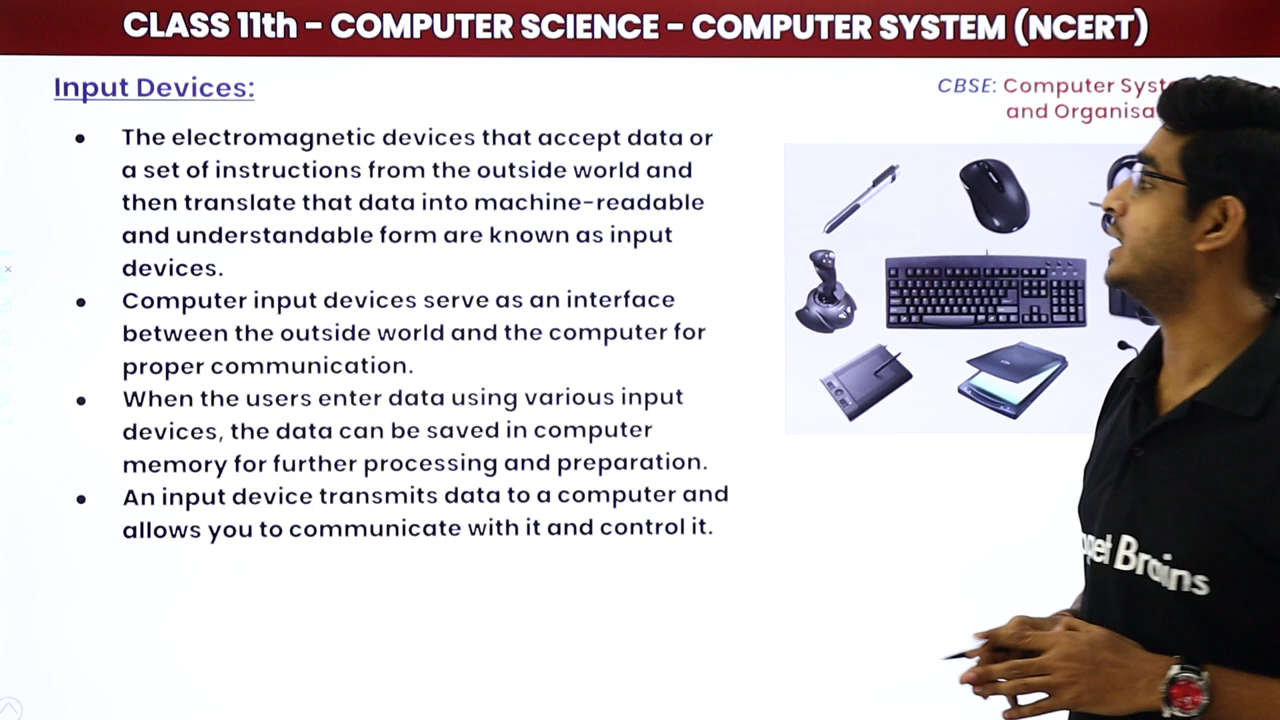 CLASS 11th – COMPUTER SCIENCE – COMPUTER SYSTEM (NCERT)
Input Devices:
CBSE: Computer
and
• The electromagnetic devices that accept data or
a set of instructions from the outside world and
then translate that data into machine-readable
and understandable form are known as input
devices.
• Computer input devices serve as an interface
between the outside world and the computer for
proper communication.
• When the users enter data using various input
devices, the data can be saved in computer
memory for further processing and preparation.
• An input device transmits data to a computer and
allows you to communicate with it and control it.
Brains